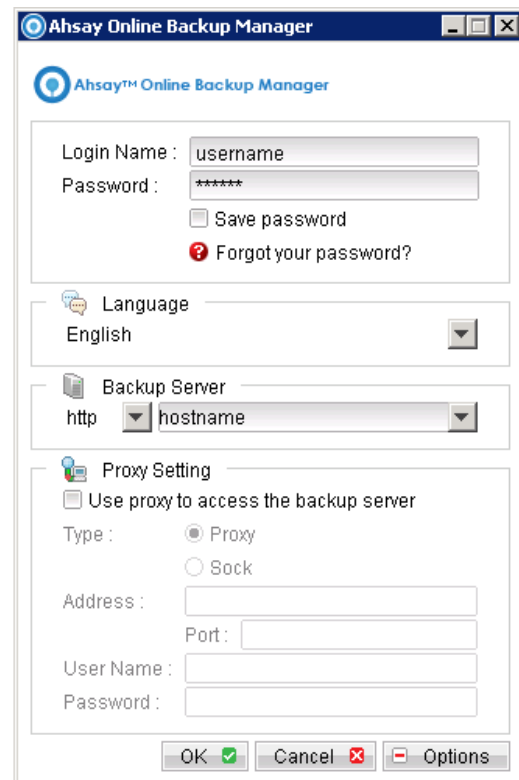 Ahsay Online Backup Manager
Ahsay™ Online Backup Manager
Login Name : username
Password : ******
Save password
Forgot your password?
Language
English
Backup Server
http hostname
Proxy Setting
Use proxy to access the backup server
Type : Proxy
Sock
Address :
Port :
User Name :
Password :
OK Cancel Options